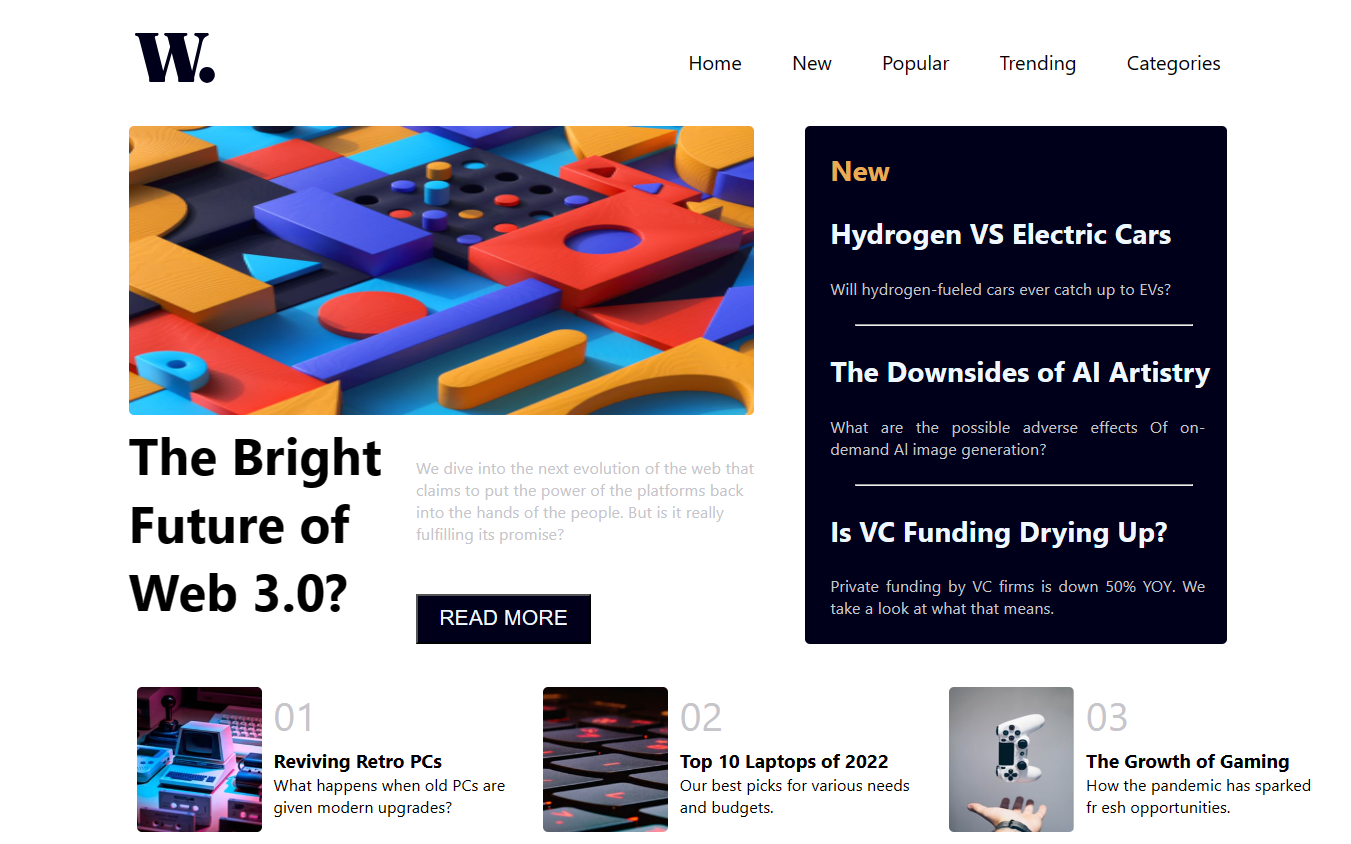 W.
Home New Popular Trending Categories
The Bright
Future of
Web 3.0?
We dive into the next evolution of the web that
claims to put the power of the platforms back
into the hands of the people. But is it really
fulfilling its promise?
READ MORE
New
Hydrogen VS Electric Cars
Will hydrogen-fueled cars ever catch up to EVs?
The Downsides of AI Artistry
What are the possible adverse effects Of on-
demand Al image generation?
Is VC Funding Drying Up?
Private funding by VC firms is down 50% YOY. We
take a look at what that means.
01
Reviving Retro PCs
What happens when old PCs are
given modern upgrades?
02
Top 10 Laptops of 2022
Our best picks for various needs
and budgets.
03
The Growth of Gaming
How the pandemic has sparked
fr esh opportunities.